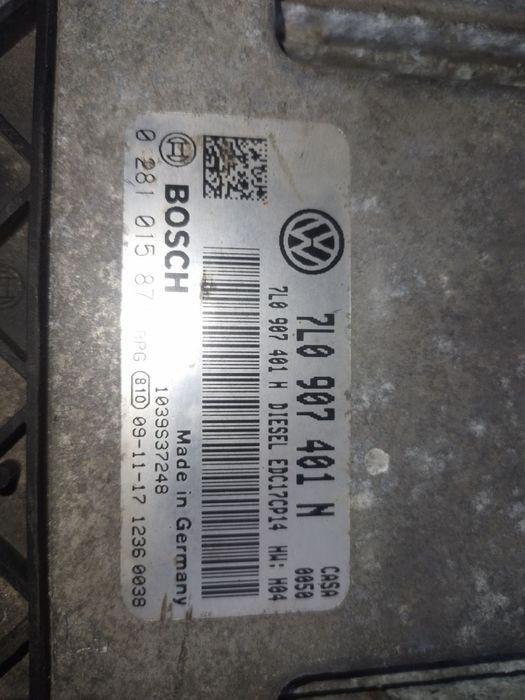 7L0 907 401 N
CASA
0050
7L0 907 401 H DIESEL EDC17CP14 HW: H04
BOSCH
Made in Germany
1039S37248
0 281 015 87
81D 09-11-17 1236 0038